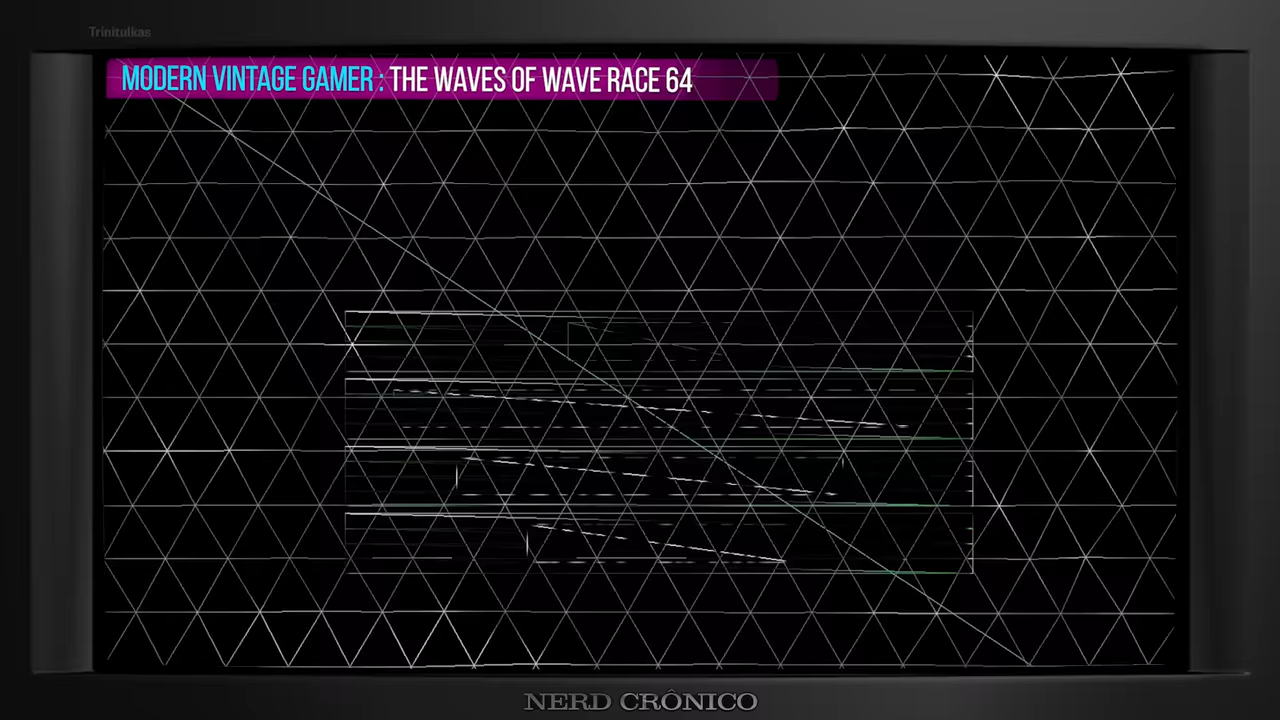 Trinitulkas
MODERN VINTAGE GAMER : THE WAVES OF WAVE RACE 64
NERD CRÔNICO